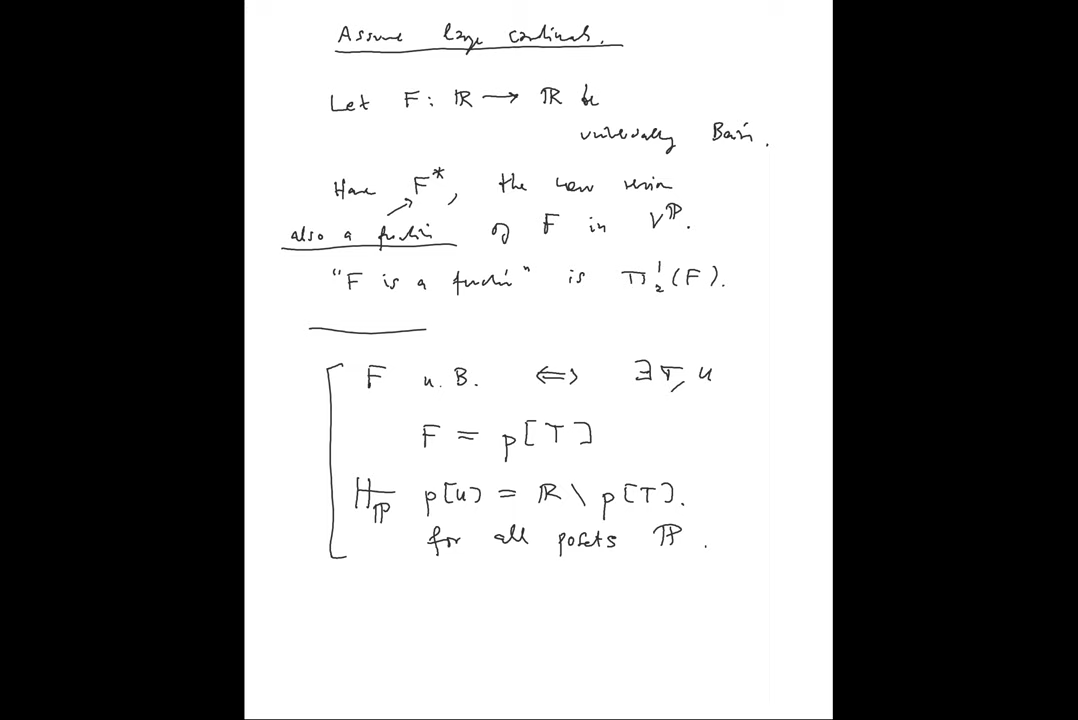 Assume large cardinals.
Let F: ℝ → ℝ be
universally Baire.
Have F*, the new version
also a function of F in V^ℙ.
"F is a function" is Π¹₂(F).
F u.B. ⇔ ∃ T, U
F = p[T]
⊩_ℙ p[U] = ℝ \ p[T].
for all posets ℙ.